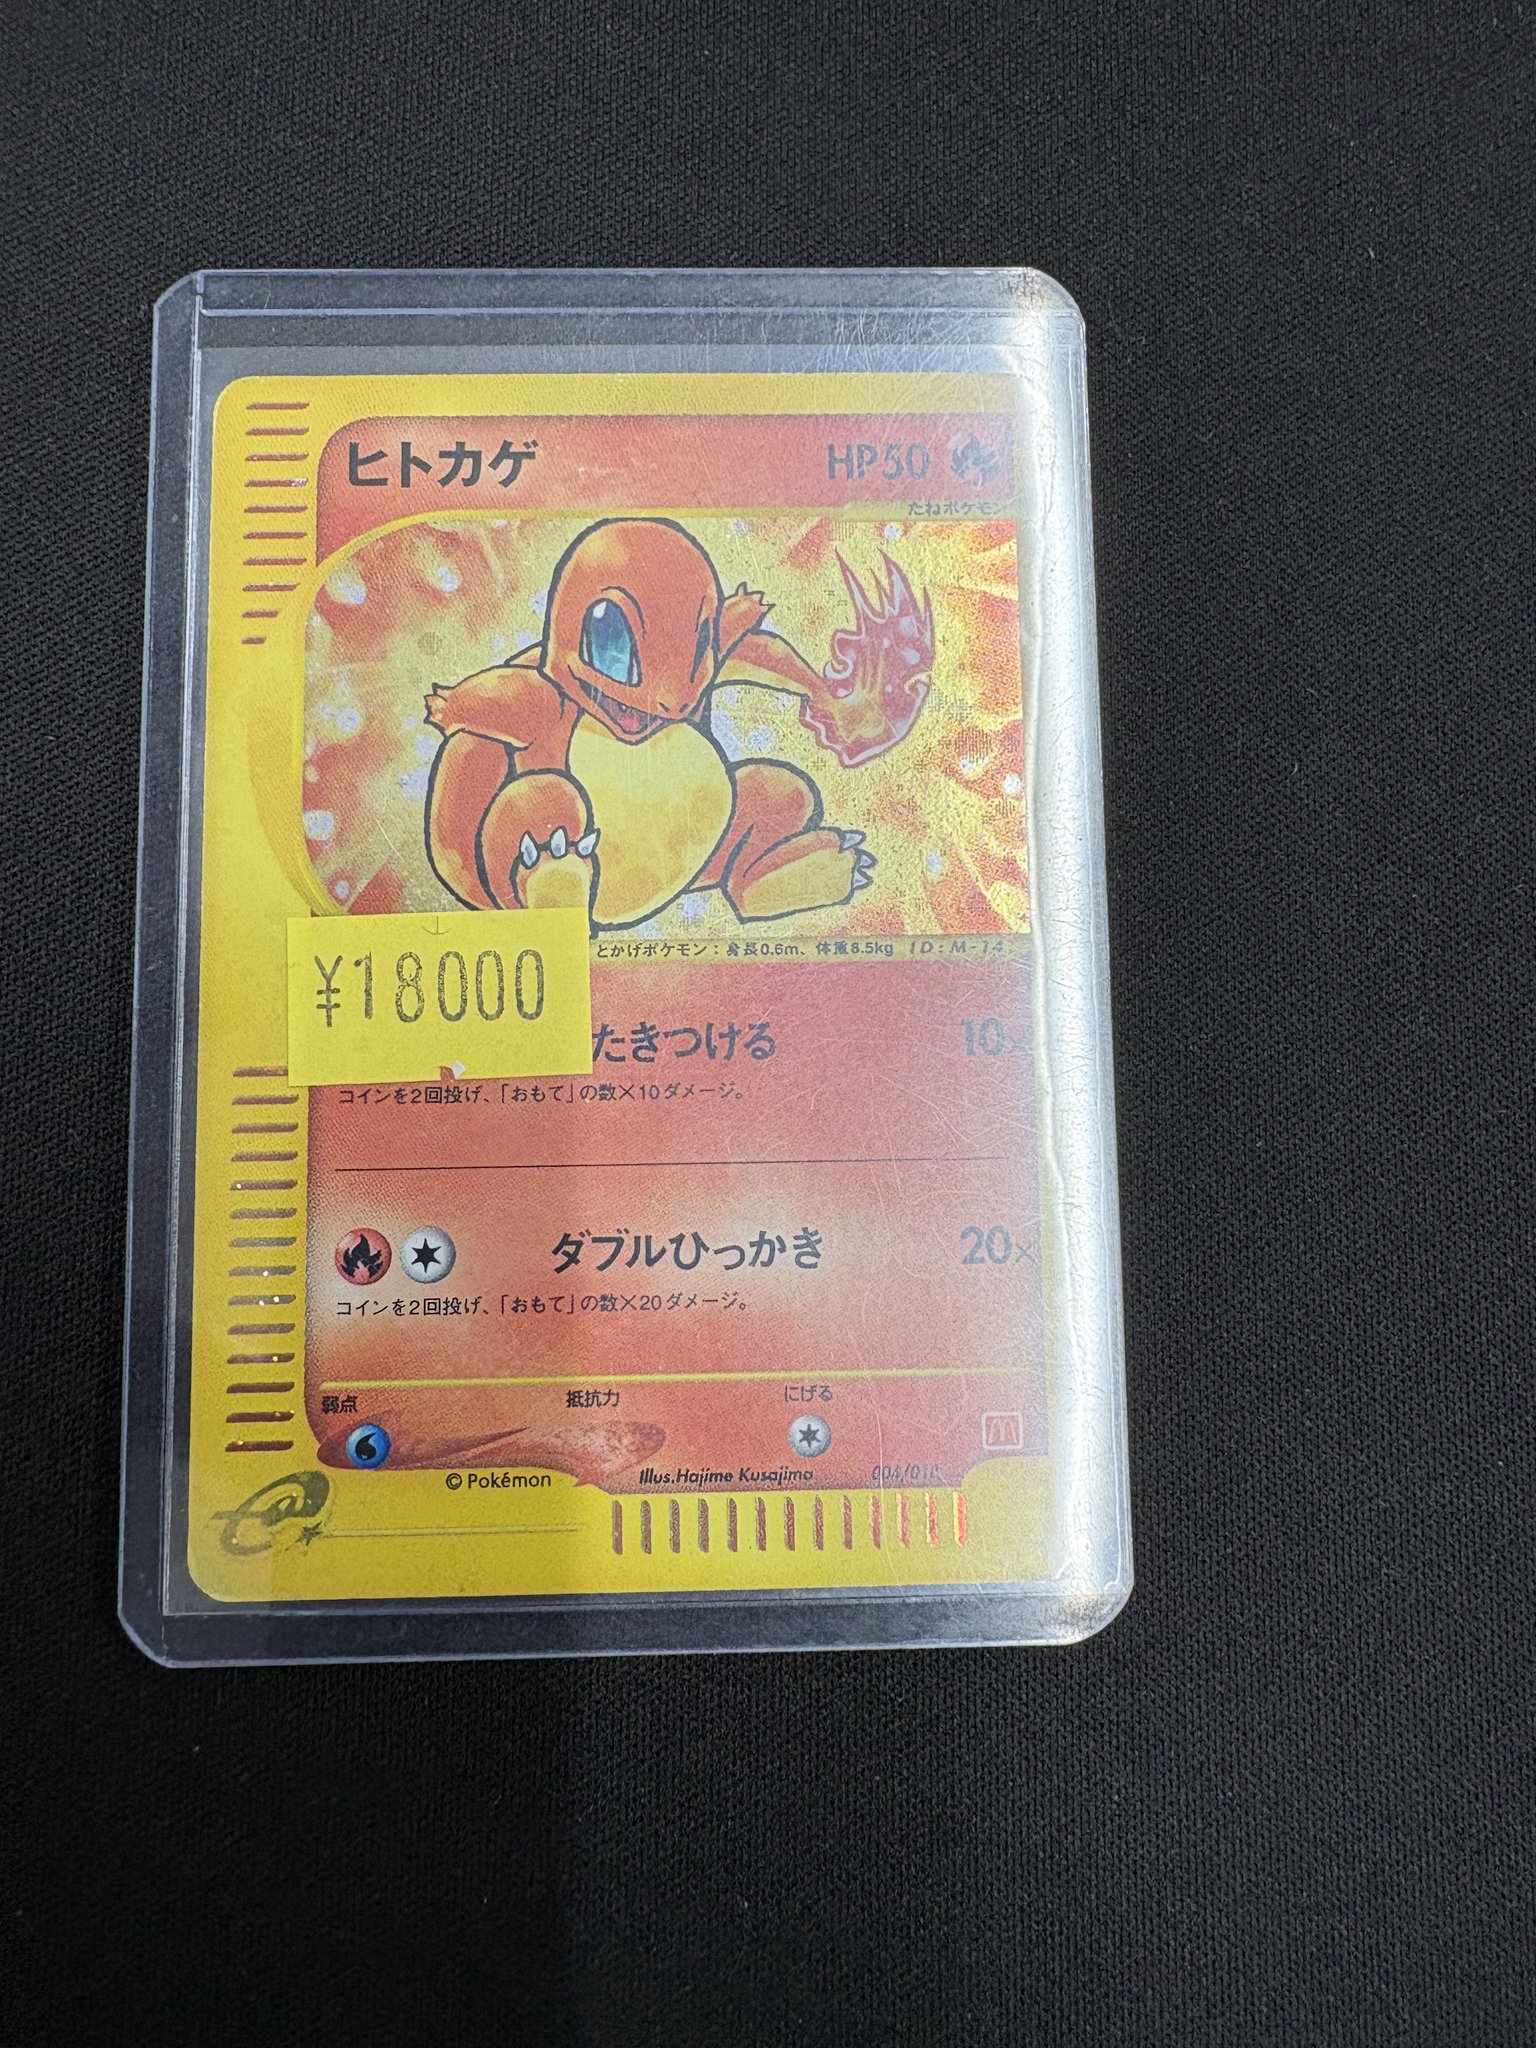 ヒトカゲ HP50
たねポケモン
とかげポケモン：身長0.6m、体重8.5kg ID:M-14
¥18000
たきつける 10×
コインを2回投げ、「おもて」の数×10ダメージ。
ダブルひっかき 20×
コインを2回投げ、「おもて」の数×20ダメージ。
弱点 抵抗力 にげる
© Pokémon Illus.Hajime Kusajima 004/018